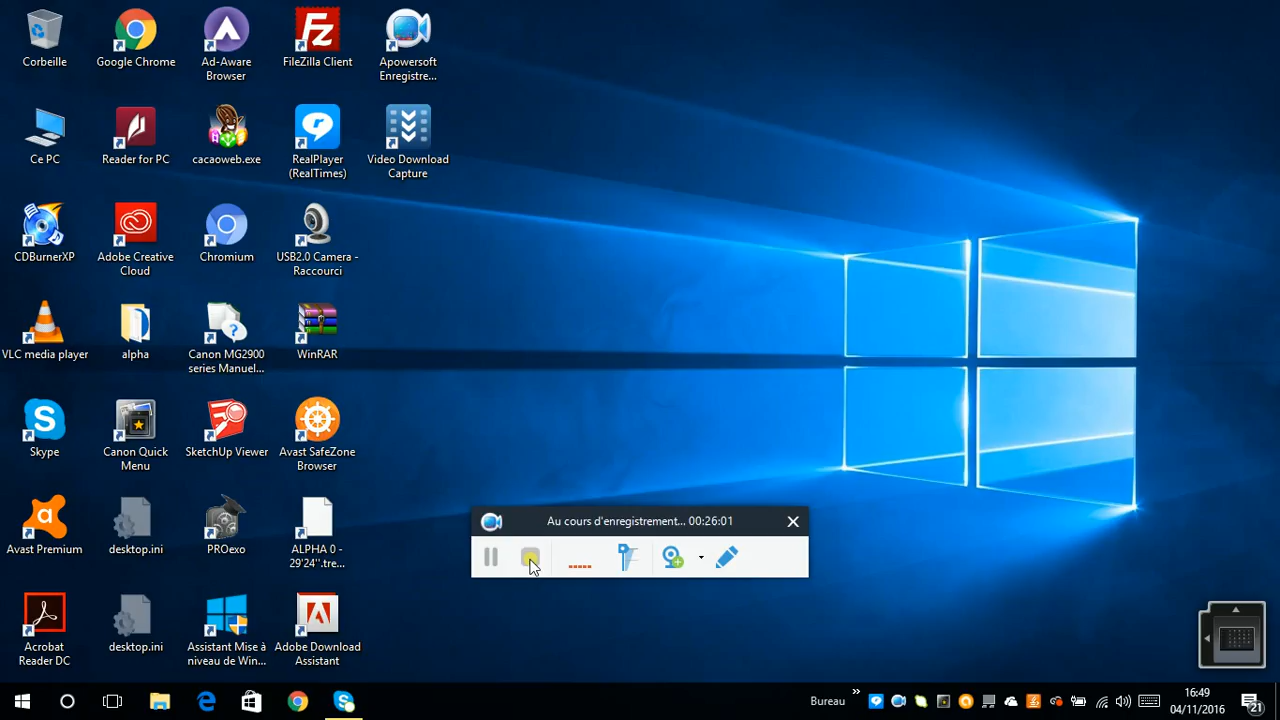 Corbeille
Google Chrome
Ad-Aware
Browser
FileZilla Client
Apowersoft
Enregistre...
Ce PC
Reader for PC
cacaoweb.exe
RealPlayer
(RealTimes)
Video Download
Capture
CDBurnerXP
Adobe Creative
Cloud
Chromium
USB2.0 Camera -
Raccourci
VLC media player
alpha
Canon MG2900
series Manuel...
WinRAR
Skype
Canon Quick
Menu
SketchUp Viewer
Avast SafeZone
Browser
Avast Premium
desktop.ini
PROexo
ALPHA 0 -
29'24''.tre...
Au cours d'enregistrement... 00:26:01
Acrobat
Reader DC
desktop.ini
Assistant Mise à
niveau de Win...
Adobe Download
Assistant
Bureau
16:49
04/11/2016
21